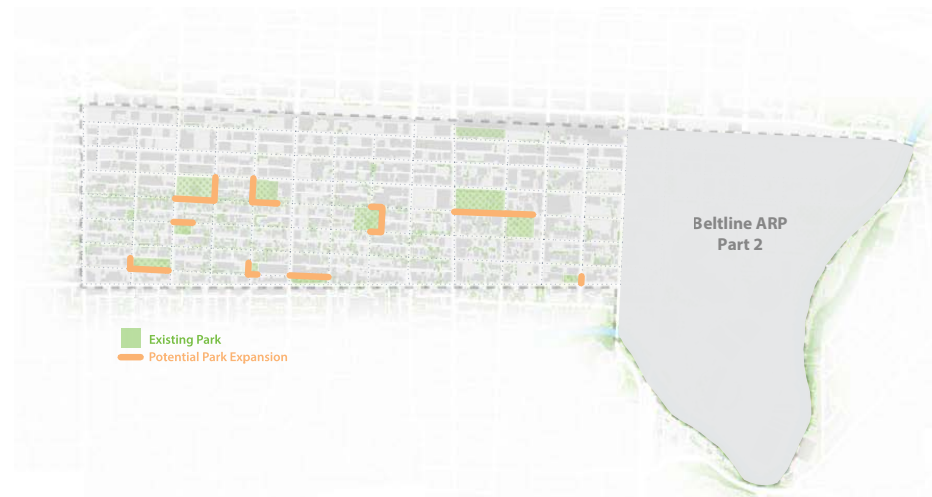 Beltline ARP
Part 2
Existing Park
Potential Park Expansion